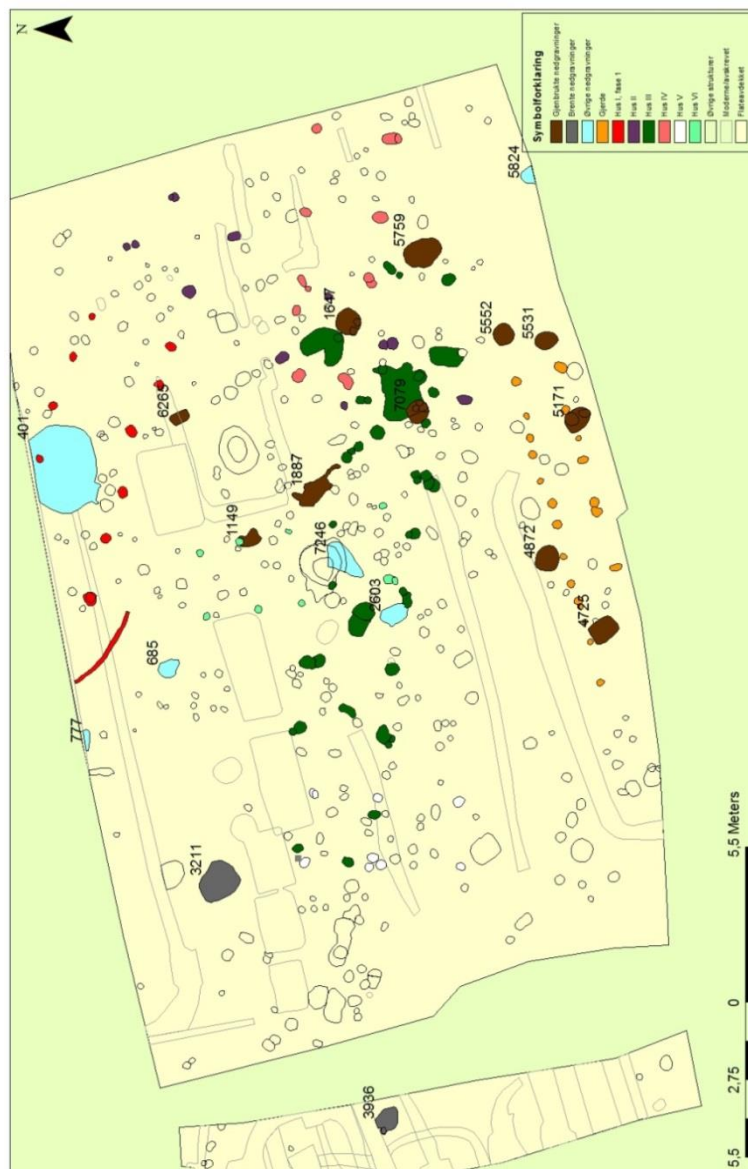 N
Symbolforklaring
Gjenbrukte nedgravninger
Brente nedgravninger
Øvrige nedgravninger
Gjerde
Hus I, fase 1
Hus II
Hus III
Hus IV
Hus V
Hus VI
Øvrige strukturer
Moderne/avskrevet
Flateavdekket
401
6265
1647
5759
5824
5552
5531
7079
5171
1887
1149
7246
2603
4872
4725
685
777
3211
3936
5,5 2,75 0 5,5 Meters